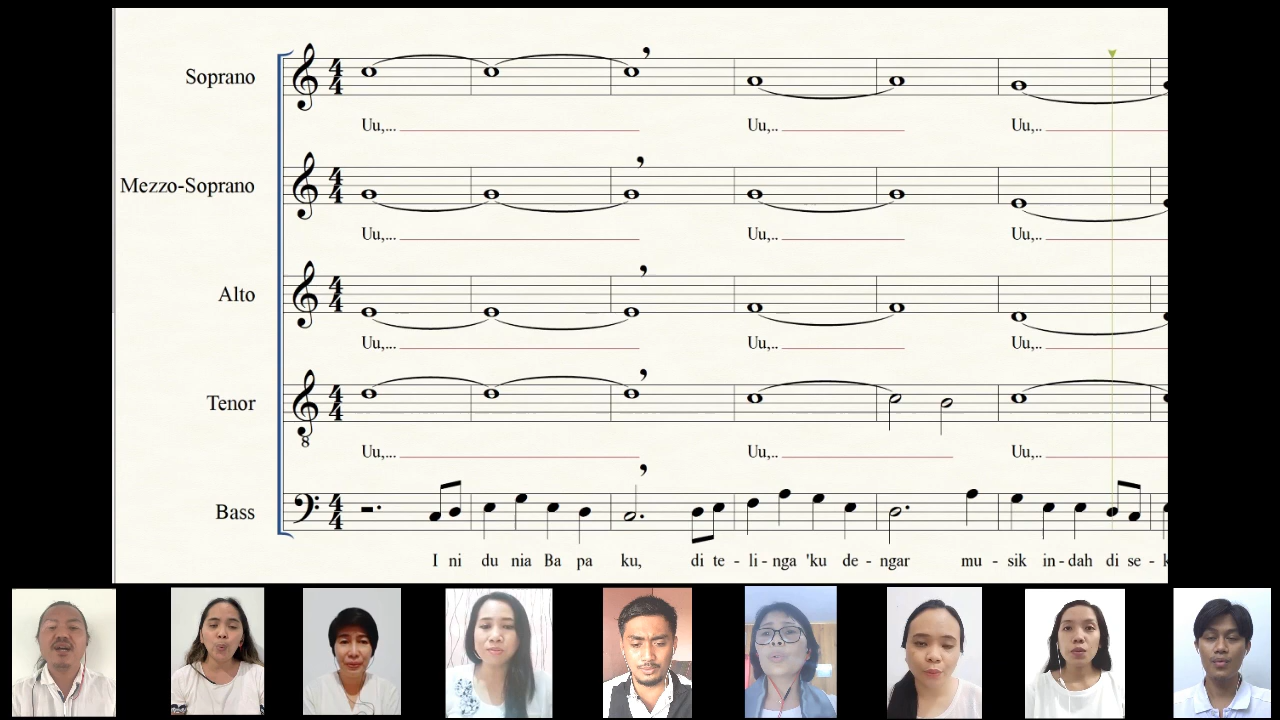 Soprano
Uu,...
Uu,..
Uu,..
Mezzo-Soprano
Uu,...
Uu,..
Uu,..
Alto
Uu,...
Uu,..
Uu,..
Tenor
8
Uu,...
Uu,..
Uu,..
Bass
I ni du nia Ba pa ku, di te - li - nga 'ku de - ngar mu - sik in - dah di se -